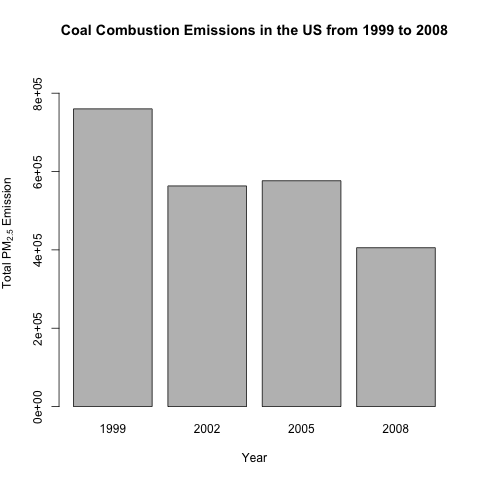 Coal Combustion Emissions in the US from 1999 to 2008
Total PM2.5 Emission
8e+05
6e+05
4e+05
2e+05
0e+00
1999 2002 2005 2008
Year